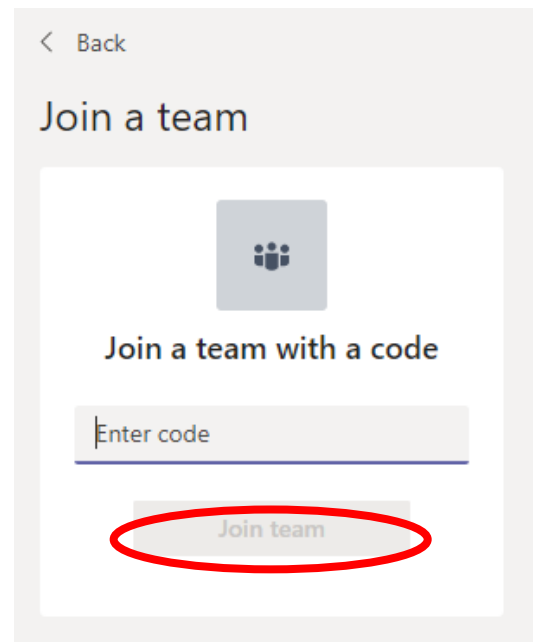 < Back
Join a team
Join a team with a code
Enter code
Join team